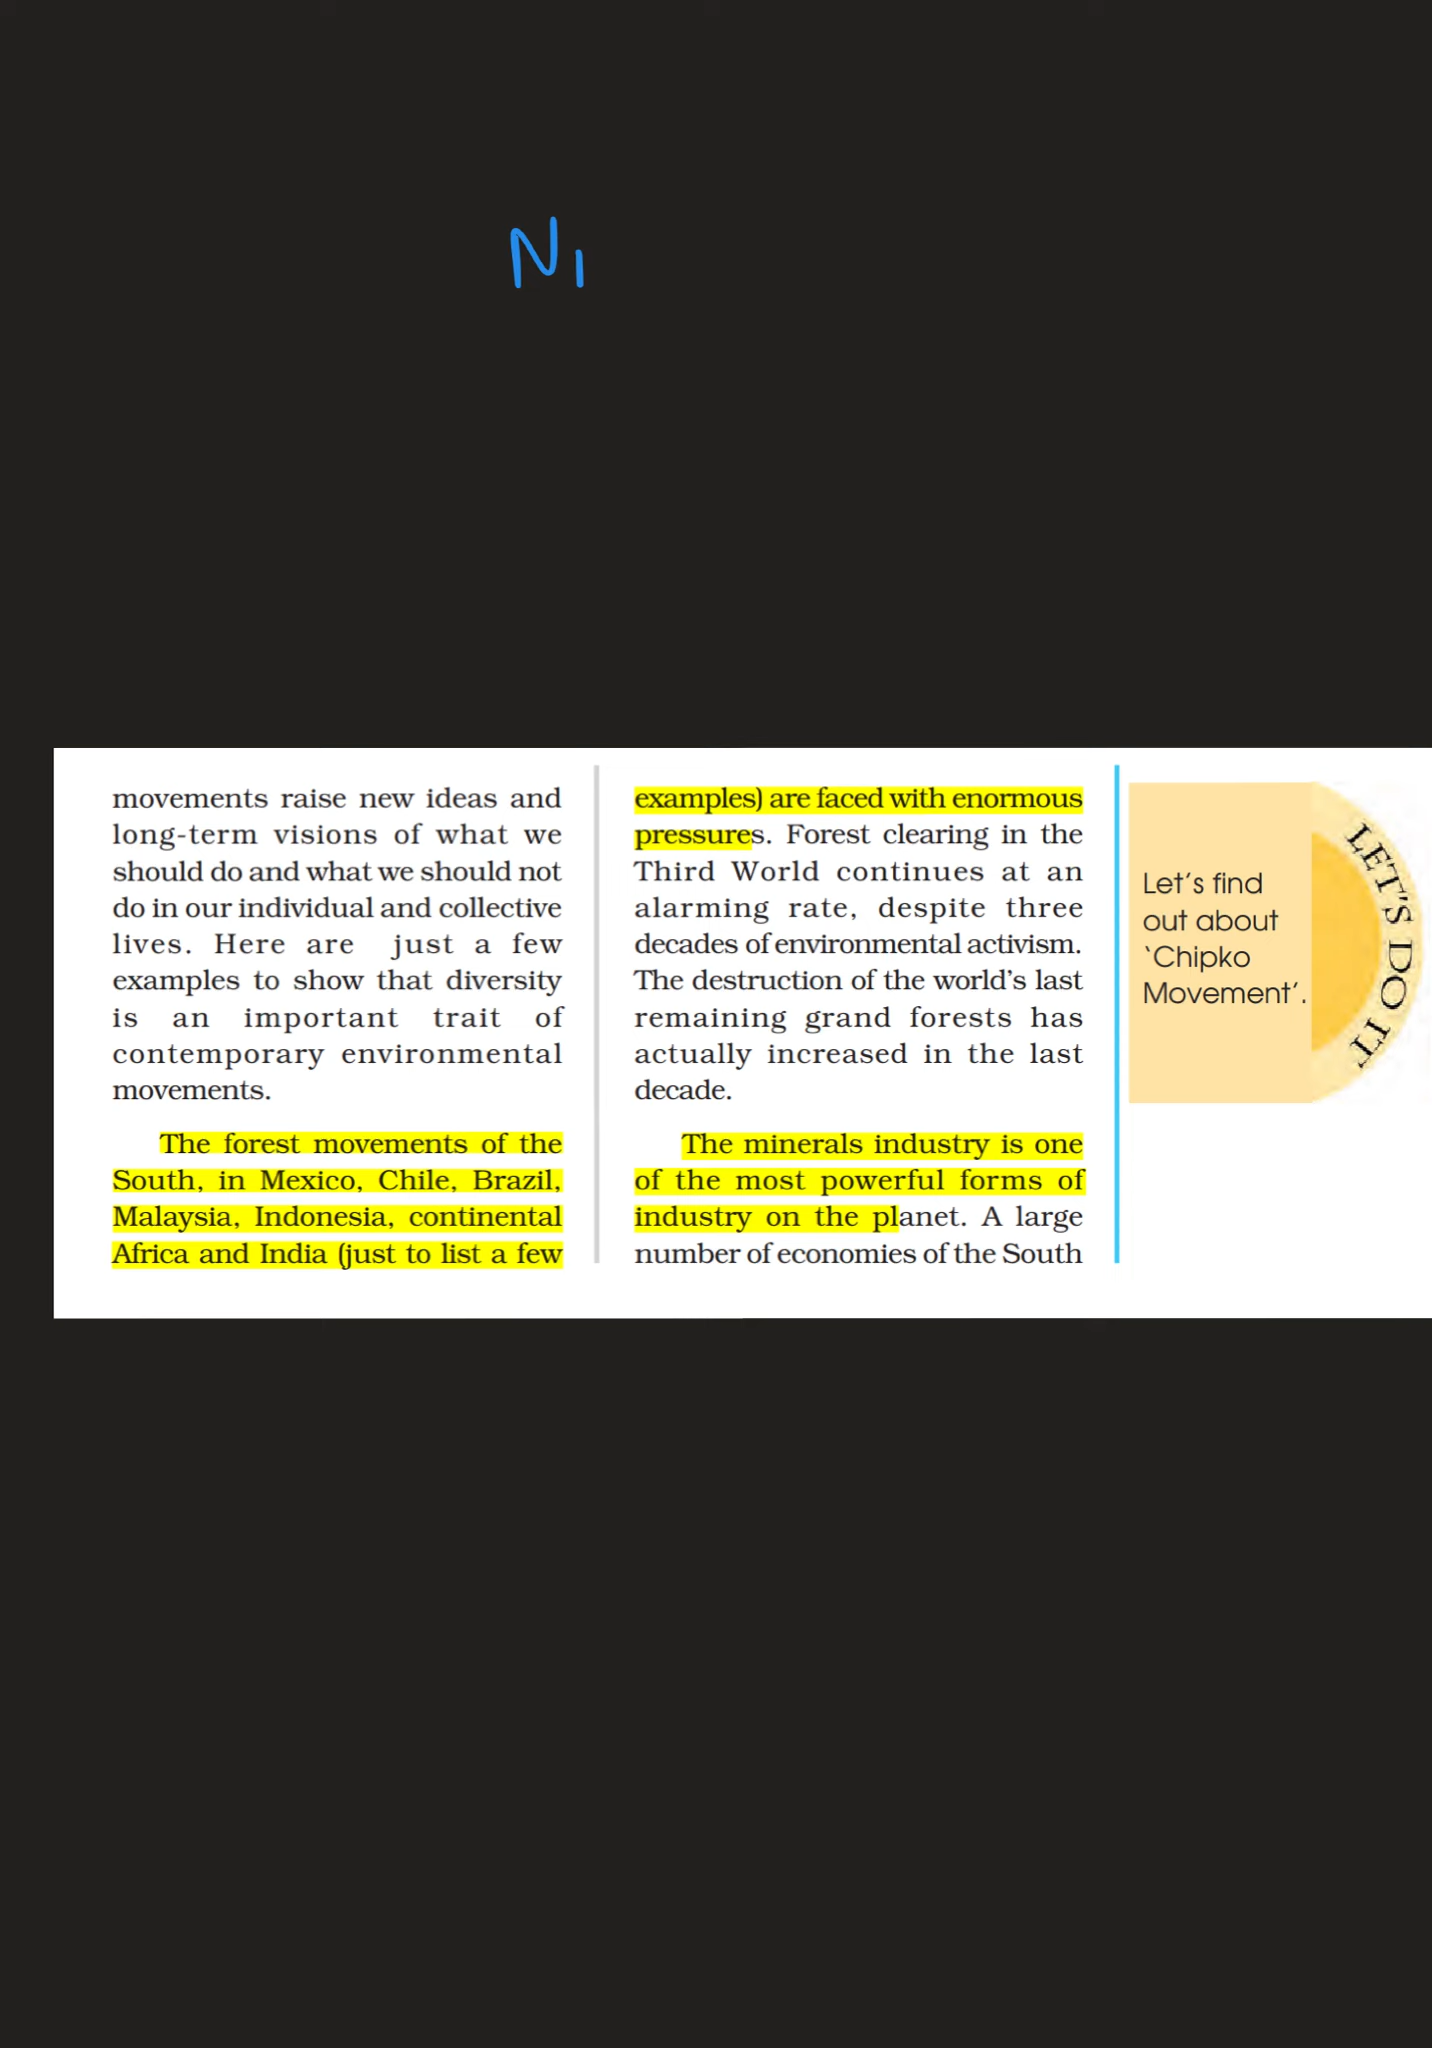 N1
movements raise new ideas and
long-term visions of what we
should do and what we should not
do in our individual and collective
lives. Here are just a few
examples to show that diversity
is an important trait of
contemporary environmental
movements.
The forest movements of the
South, in Mexico, Chile, Brazil,
Malaysia, Indonesia, continental
Africa and India (just to list a few
examples) are faced with enormous
pressures. Forest clearing in the
Third World continues at an
alarming rate, despite three
decades of environmental activism.
The destruction of the world's last
remaining grand forests has
actually increased in the last
decade.
The minerals industry is one
of the most powerful forms of
industry on the planet. A large
number of economies of the South
Let's find
out about
‘Chipko
Movement’.
LET'S DO IT